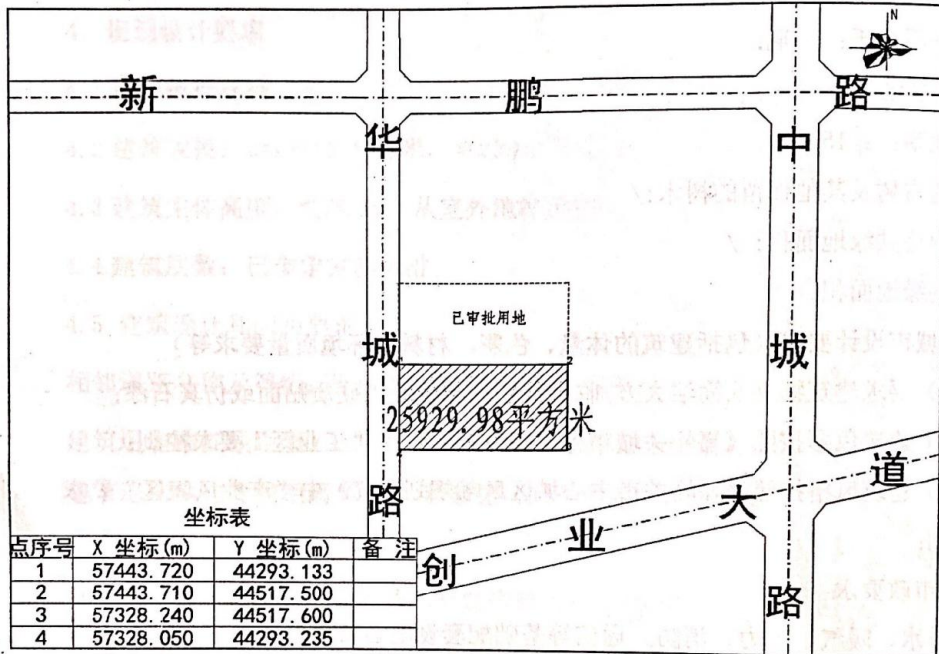 N
新鹏路
华城路
中城路
已审批用地
25929.98平方米
创业大道
坐标表
点序号 X 坐标(m) Y 坐标(m) 备 注
1 57443.720 44293.133
2 57443.710 44517.500
3 57328.240 44517.600
4 57328.050 44293.235